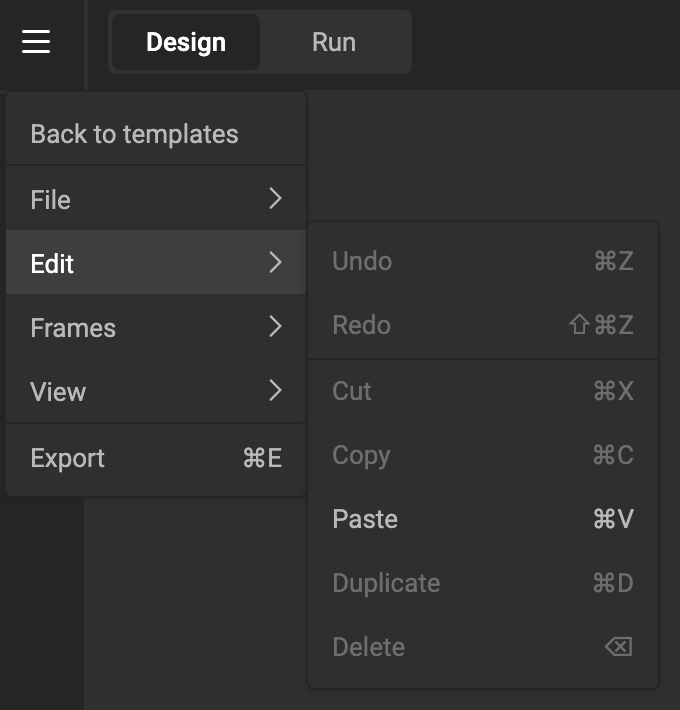 Design Run
Back to templates
File
Edit
Frames
View
Export ⌘E
Undo ⌘Z
Redo ⇧⌘Z
Cut ⌘X
Copy ⌘C
Paste ⌘V
Duplicate ⌘D
Delete ⌫